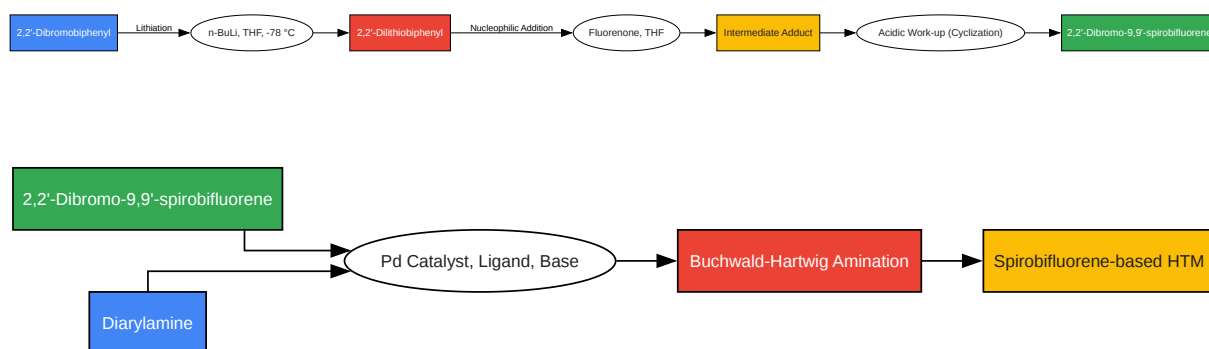 2,2'-Dibromobiphenyl
Lithiation
n-BuLi, THF, -78 °C
2,2'-Dilithiobiphenyl
Nucleophilic Addition
Fluorenone, THF
Intermediate Adduct
Acidic Work-up (Cyclization)
2,2'-Dibromo-9,9'-spirobifluorene
2,2'-Dibromo-9,9'-spirobifluorene
Pd Catalyst, Ligand, Base
Buchwald-Hartwig Amination
Spirobifluorene-based HTM
Diarylamine